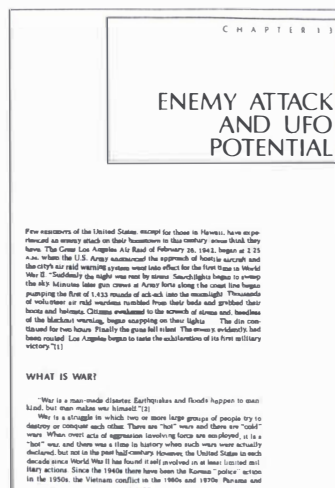 CHAPTER 13
ENEMY ATTACK
AND UFO
POTENTIAL
Few residents of the United States, except for those in Hawaii, have expe-
rienced an enemy attack on their hometown in this century; some think they
have. The Great Los Angeles Air Raid of February 26, 1942, began at 2:25
A.M. when the U.S. Army announced the approach of hostile aircraft and
the city's air raid warning system went into effect for the first time in World
War II. "Suddenly the night was rent by sirens. Searchlights began to sweep
the sky. Minutes later gun crews at Army forts along the coast line began
pumping the first of 1,433 rounds of ack-ack into the moonlight. Thousands
of volunteer air raid wardens tumbled from their beds and grabbed their
boots and helmets. Citizens awakened to the screech of sirens and, heedless
of the blackout warning, began snapping on their lights The din con-
tinued for two hours. Finally the guns fell silent. The enemy, evidently, had
been routed. Los Angeles began to taste the exhilaration of its first military
victory."[1]
WHAT IS WAR?
"War is a man-made disaster. Earthquakes and floods happen to man-
kind, but man makes war himself."[2]
War is a struggle in which two or more large groups of people try to
destroy or conquer each other. There are "hot" wars and there are "cold"
wars. When overt acts of aggression involving force are employed, it is a
"hot" war, and there was a time in history when such wars were actually
declared, but not in the past half-century. However, the United States in each
decade since World War II has found itself involved in at least limited mil-
itary actions. Since the 1940s there have been the Korean "police" action
in the 1950s, the Vietnam conflict in the 1960s and 1970s, Panama and